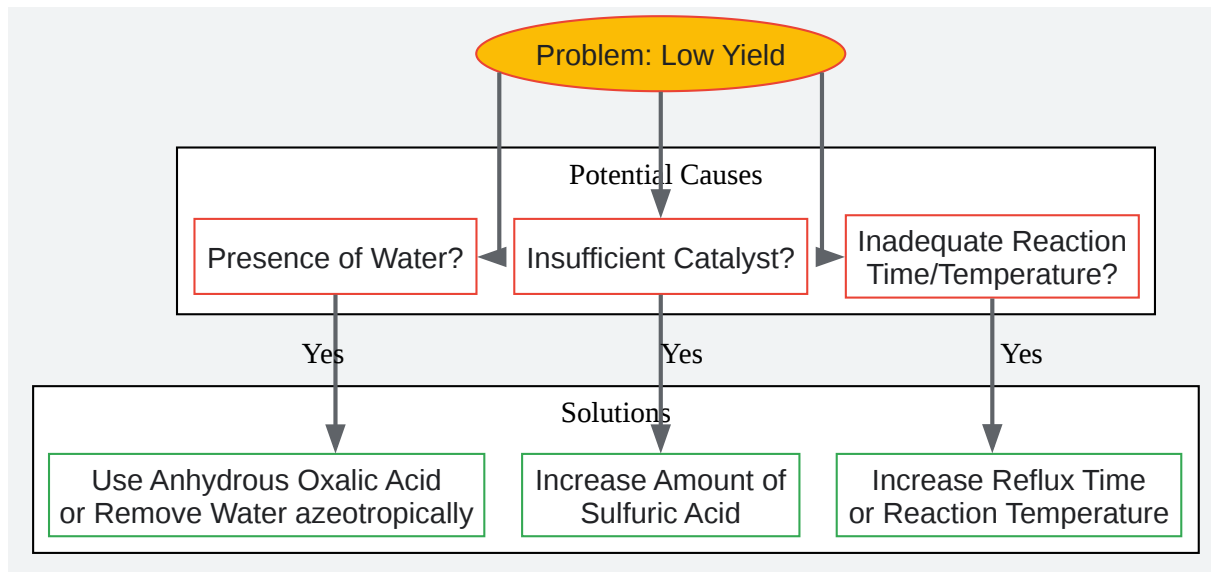 Problem: Low Yield
Potential Causes
Presence of Water?
Insufficient Catalyst?
Inadequate Reaction
Time/Temperature?
Yes
Yes
Yes
Solutions
Use Anhydrous Oxalic Acid
or Remove Water azeotropically
Increase Amount of
Sulfuric Acid
Increase Reflux Time
or Reaction Temperature